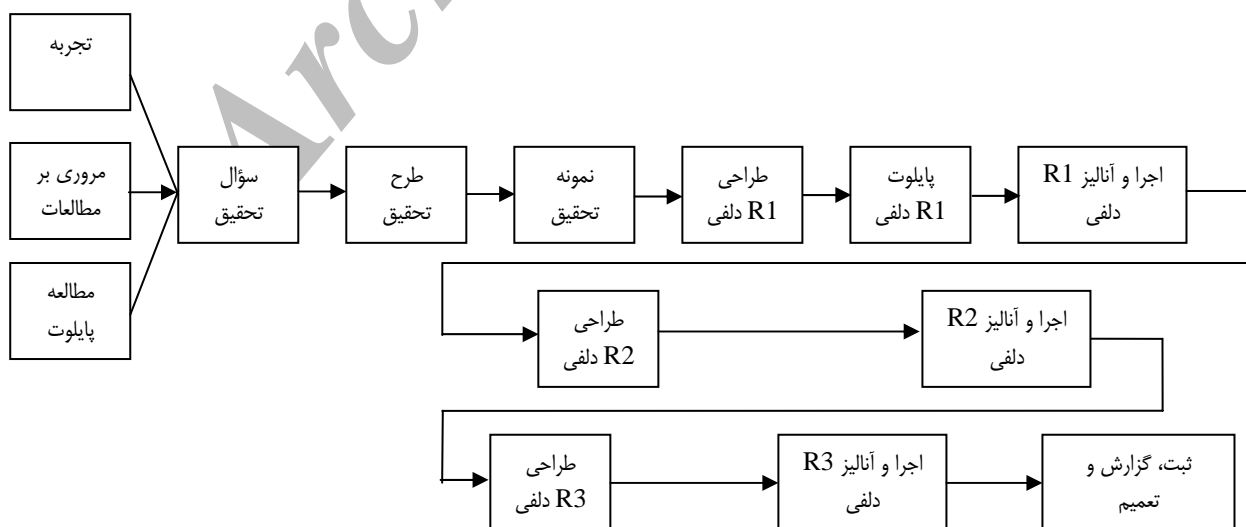 تجربه
مروری بر
مطالعات
مطالعه
پایلوت
سؤال
تحقیق
طرح
تحقیق
نمونه
تحقیق
طراحی
R1 دلفی
پایلوت
R1 دلفی
اجرا و آنالیز R1
دلفی
طراحی
R2 دلفی
اجرا و آنالیز R2
دلفی
طراحی
R3 دلفی
اجرا و آنالیز R3
دلفی
ثبت، گزارش و
تعمیم